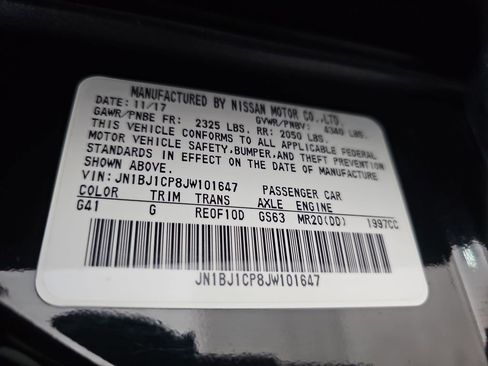 MANUFACTURED BY NISSAN MOTOR CO.,LTD.
DATE: 11/17 GVWR/PNBV: 4340 LBS.
GAWR/PNBE FR: 2325 LBS. RR: 2050 LBS.
THIS VEHICLE CONFORMS TO ALL APPLICABLE FEDERAL
MOTOR VEHICLE SAFETY, BUMPER, AND THEFT PREVENTION
STANDARDS IN EFFECT ON THE DATE OF MANUFACTURE
SHOWN ABOVE.
VIN: JN1BJ1CP8JW101647 PASSENGER CAR
COLOR TRIM TRANS AXLE ENGINE
G41 G RE0F10D GS63 MR20(DD) 1997CC
JN1BJ1CP8JW101647